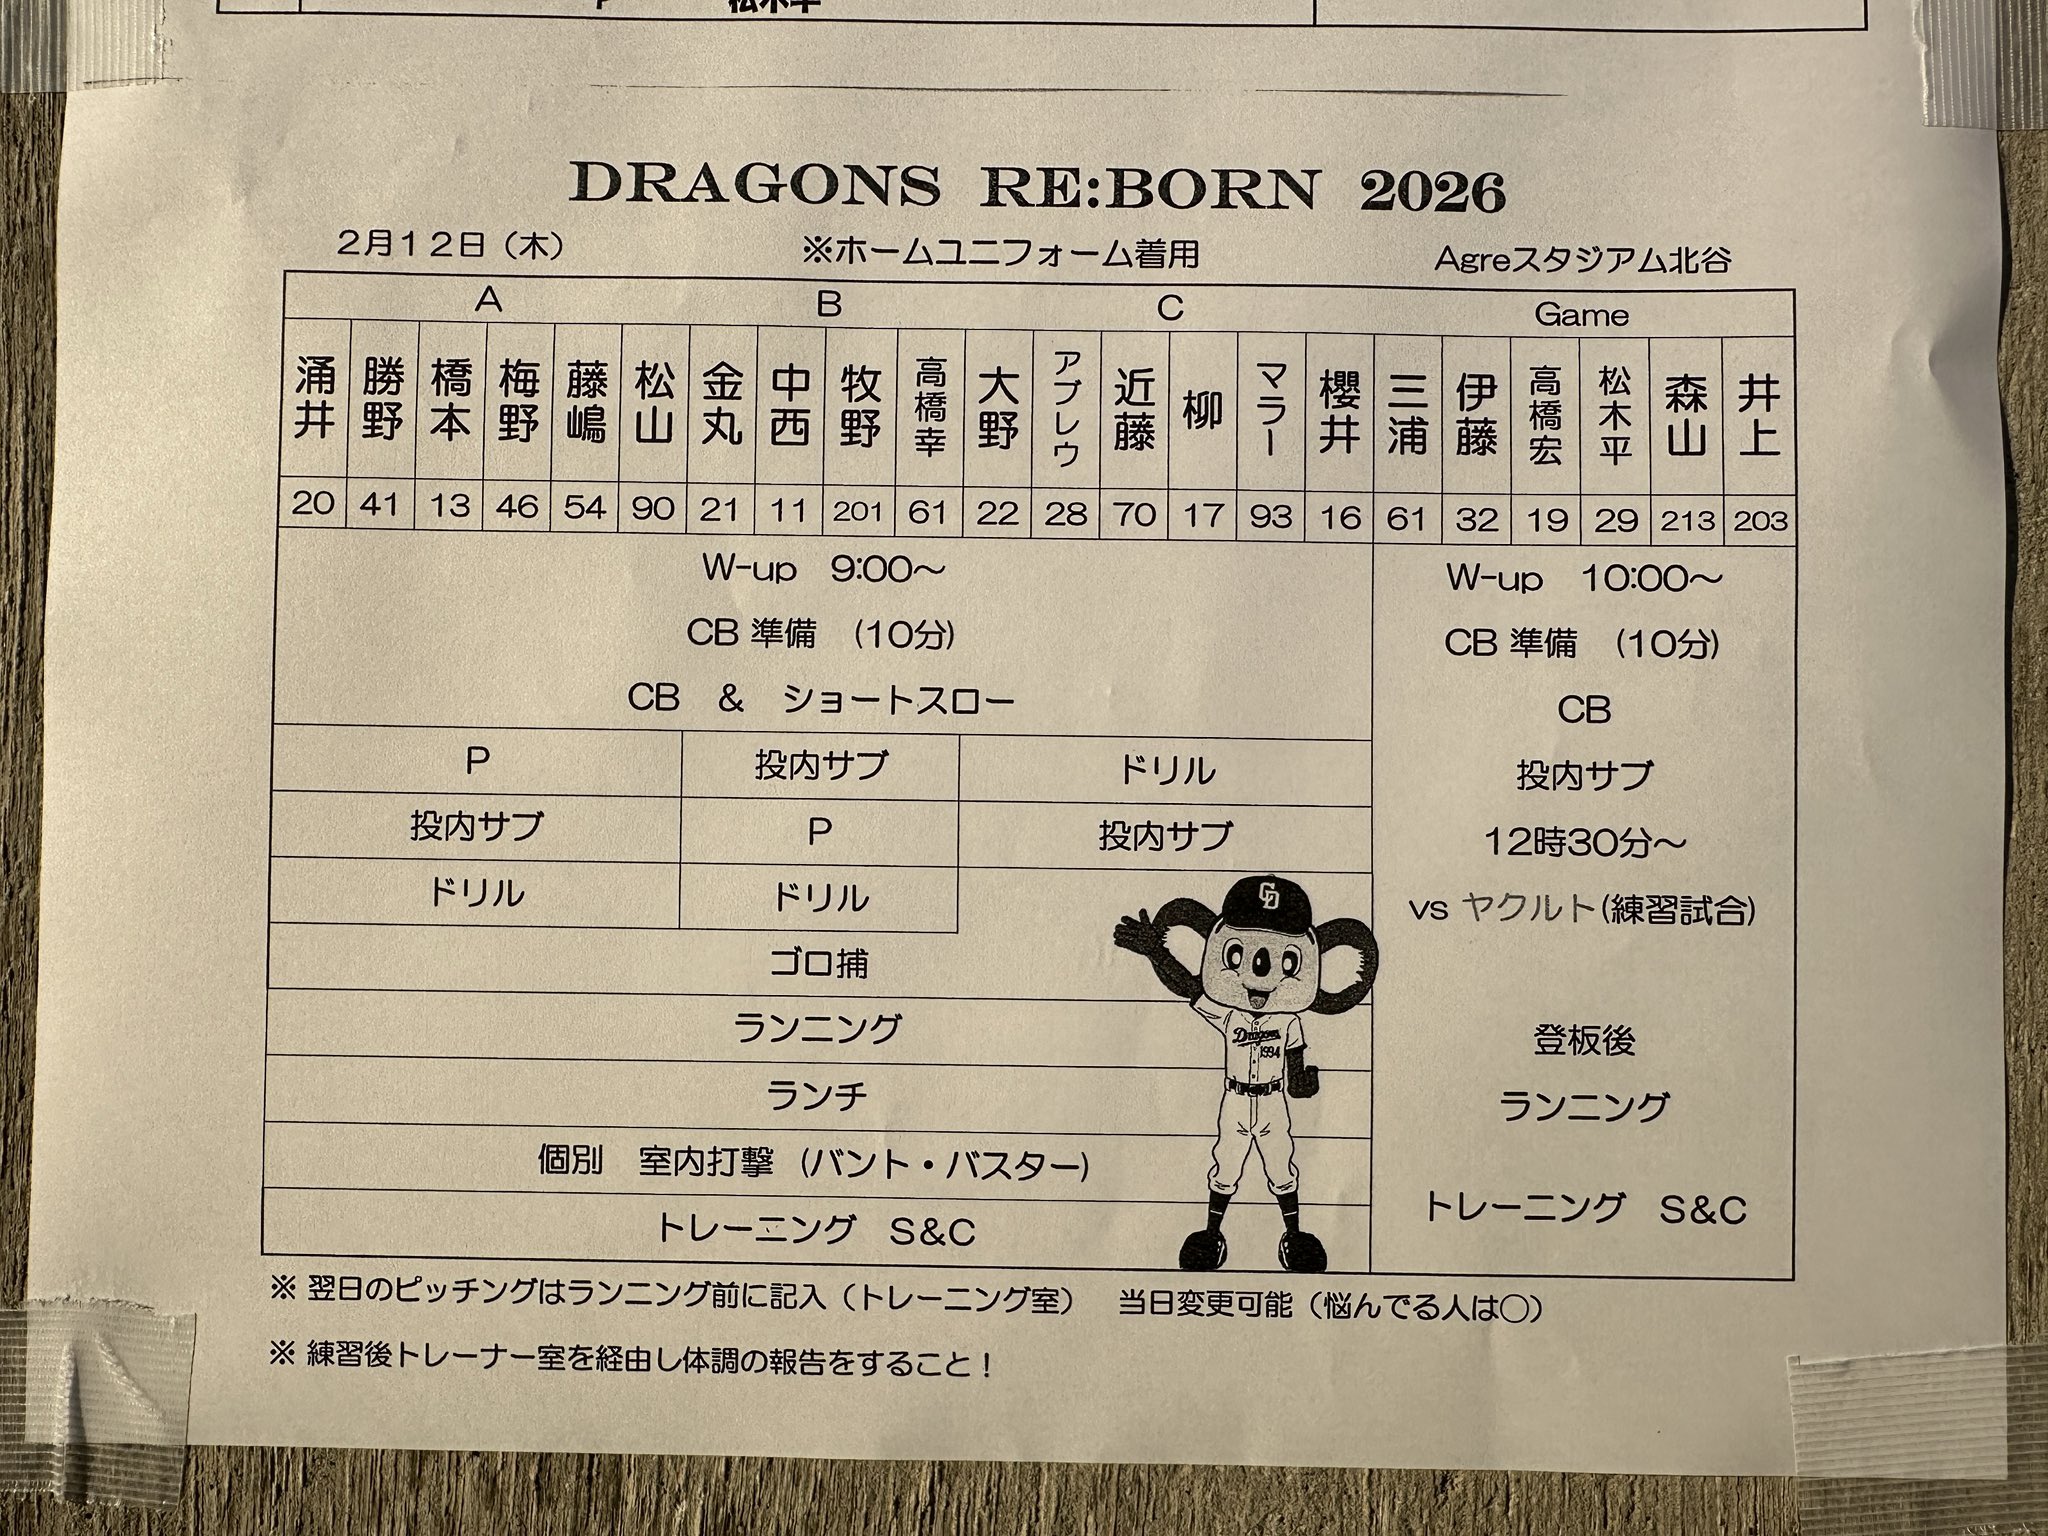 P
DRAGONS RE:BORN 2026
2月12日（木） ※ホームユニフォーム着用 Agreスタジアム北谷
A B C Game
涌井 勝野 橋本 梅野 藤嶋 松山 金丸 中西 牧野 高橋幸 大野 アブレウ 近藤 柳 マラー 櫻井 三浦 伊藤 高橋宏 松木平 森山 井上
20 41 13 46 54 90 21 11 201 61 22 28 70 17 93 16 61 32 19 29 213 203
W-up 9:00～ W-up 10:00～
CB 準備 (10分) CB 準備 (10分)
CB & ショートスロー CB
P 投内サブ ドリル 投内サブ
投内サブ P 投内サブ 12時30分～
ドリル ドリル vs ヤクルト(練習試合)
CD
ゴロ捕
ランニング 登板後
Dragons
1994
ランチ ランニング
個別 室内打撃 (バント・バスター)
トレーニング S&C トレーニング S&C
※ 翌日のピッチングはランニング前に記入（トレーニング室） 当日変更可能（悩んでる人は○）
※ 練習後トレーナー室を経由し体調の報告をすること！